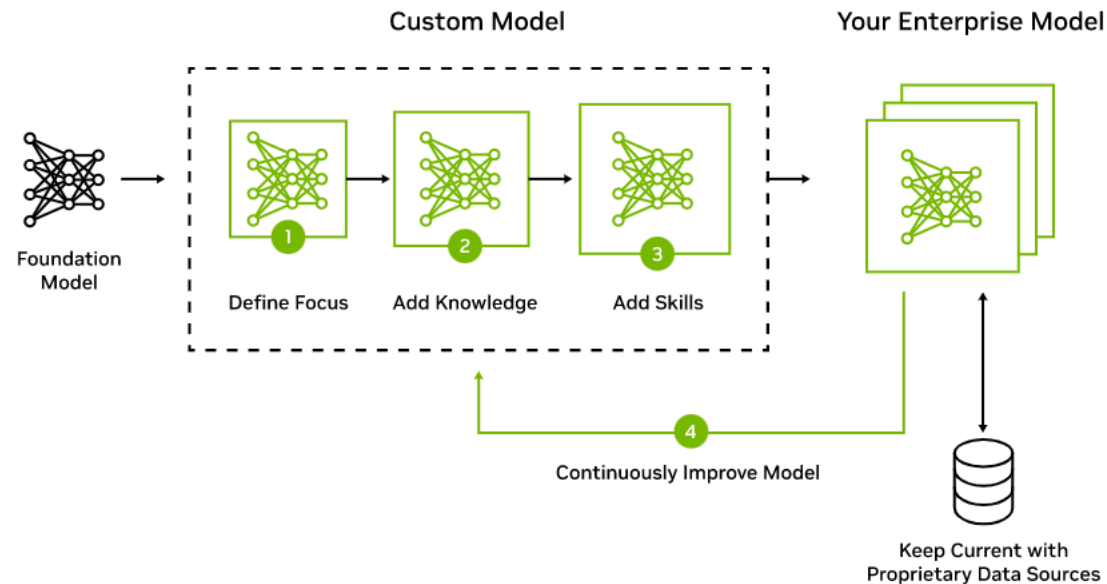 Custom Model
Your Enterprise Model
Foundation
Model
1
2
3
Define Focus
Add Knowledge
Add Skills
4
Continuously Improve Model
Keep Current with
Proprietary Data Sources